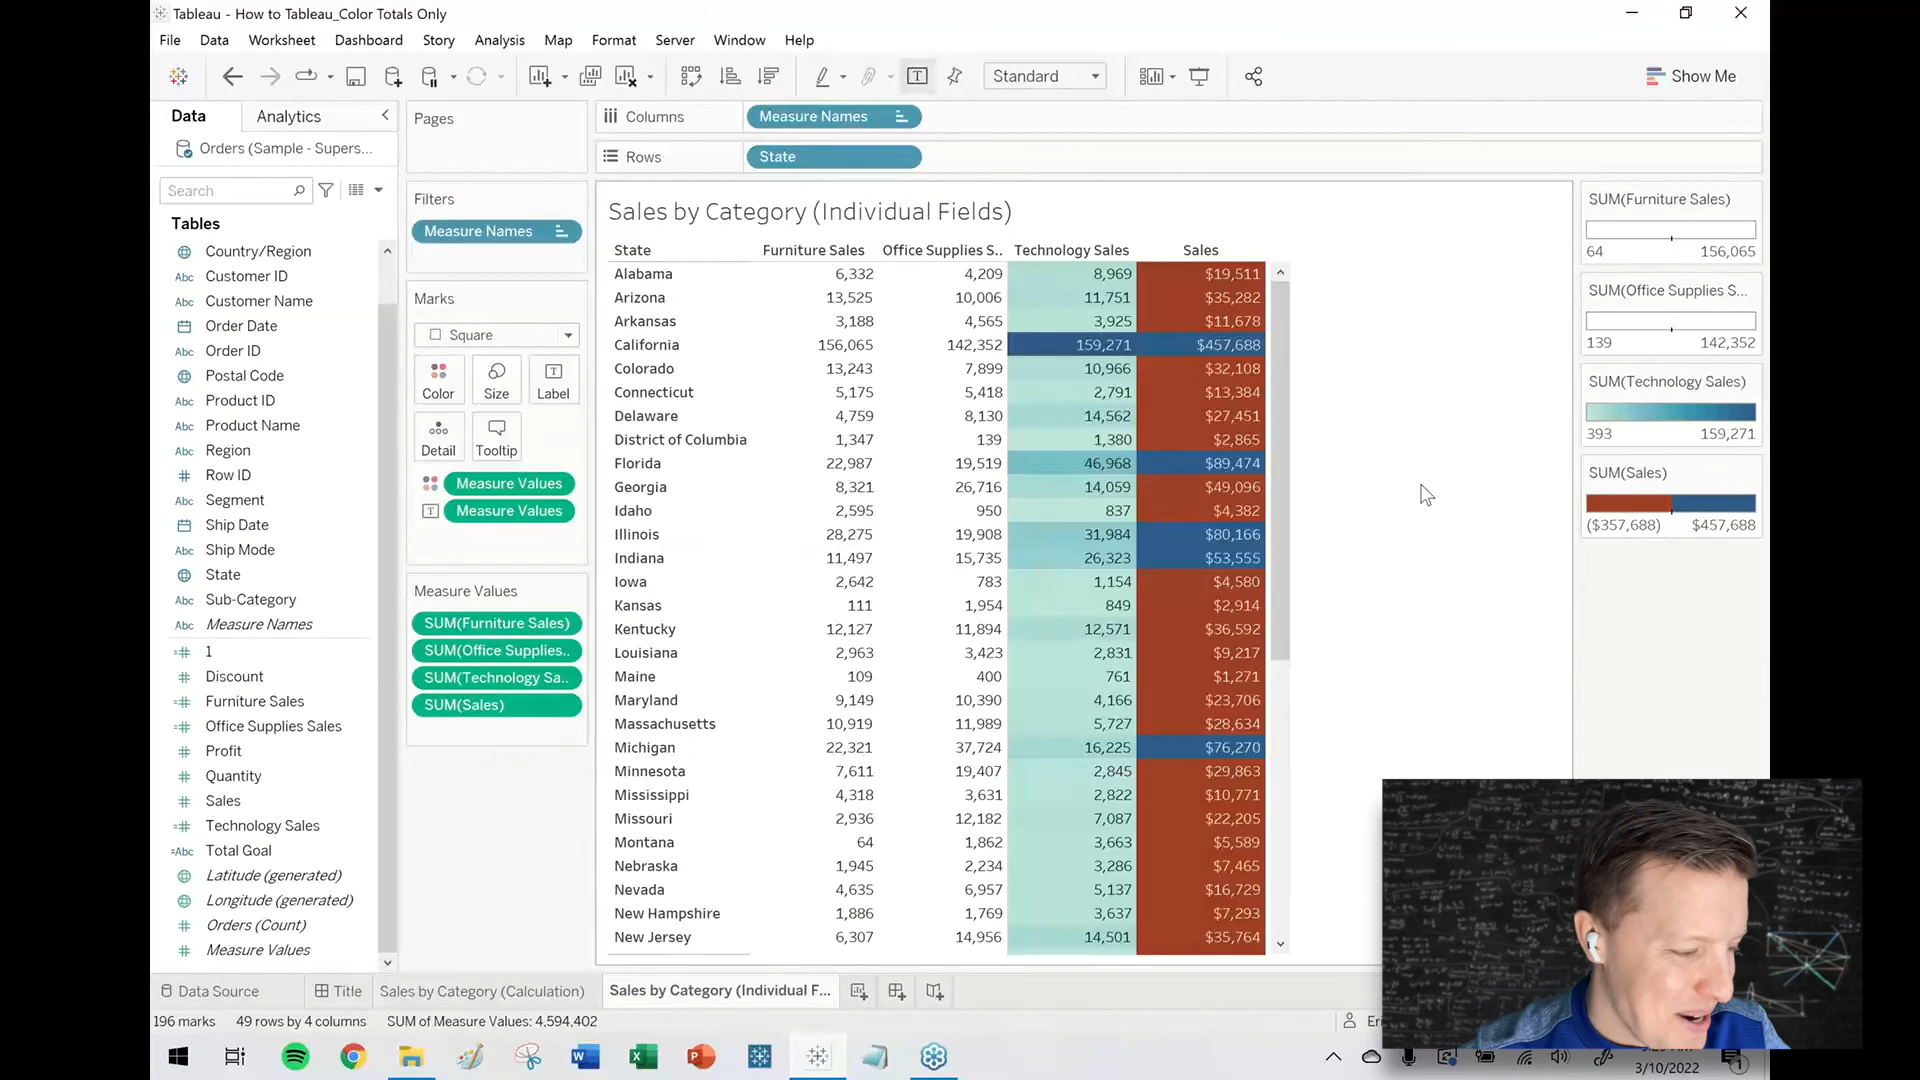 Tableau - How to Tableau_Color Totals Only
File Data Worksheet Dashboard Story Analysis Map Format Server Window Help
Standard
Show Me
Data Analytics
Orders (Sample - Supers...
Search
Tables
Country/Region
Abc Customer ID
Abc Customer Name
Order Date
Abc Order ID
Postal Code
Abc Product ID
Abc Product Name
Abc Region
# Row ID
Abc Segment
Ship Date
Abc Ship Mode
State
Abc Sub-Category
Abc Measure Names
=# 1
# Discount
=# Furniture Sales
=# Office Supplies Sales
# Profit
# Quantity
# Sales
=# Technology Sales
=Abc Total Goal
Latitude (generated)
Longitude (generated)
# Orders (Count)
# Measure Values
Pages
Filters
Measure Names
Marks
Square
Color Size Label
Detail Tooltip
Measure Values
Measure Values
Measure Values
SUM(Furniture Sales)
SUM(Office Supplies..
SUM(Technology Sa..
SUM(Sales)
Columns Measure Names
Rows State
Sales by Category (Individual Fields)
State Furniture Sales Office Supplies S.. Technology Sales Sales
Alabama 6,332 4,209 8,969 $19,511
Arizona 13,525 10,006 11,751 $35,282
Arkansas 3,188 4,565 3,925 $11,678
California 156,065 142,352 159,271 $457,688
Colorado 13,243 7,899 10,966 $32,108
Connecticut 5,175 5,418 2,791 $13,384
Delaware 4,759 8,130 14,562 $27,451
District of Columbia 1,347 139 1,380 $2,865
Florida 22,987 19,519 46,968 $89,474
Georgia 8,321 26,716 14,059 $49,096
Idaho 2,595 950 837 $4,382
Illinois 28,275 19,908 31,984 $80,166
Indiana 11,497 15,735 26,323 $53,555
Iowa 2,642 783 1,154 $4,580
Kansas 111 1,954 849 $2,914
Kentucky 12,127 11,894 12,571 $36,592
Louisiana 2,963 3,423 2,831 $9,217
Maine 109 400 761 $1,271
Maryland 9,149 10,390 4,166 $23,706
Massachusetts 10,919 11,989 5,727 $28,634
Michigan 22,321 37,724 16,225 $76,270
Minnesota 7,611 19,407 2,845 $29,863
Mississippi 4,318 3,631 2,822 $10,771
Missouri 2,936 12,182 7,087 $22,205
Montana 64 1,862 3,663 $5,589
Nebraska 1,945 2,234 3,286 $7,465
Nevada 4,635 6,957 5,137 $16,729
New Hampshire 1,886 1,769 3,637 $7,293
New Jersey 6,307 14,956 14,501 $35,764
SUM(Furniture Sales)
64 156,065
SUM(Office Supplies S...
139 142,352
SUM(Technology Sales)
393 159,271
SUM(Sales)
($357,688) $457,688
Data Source Title Sales by Category (Calculation) Sales by Category (Individual F...
196 marks 49 rows by 4 columns SUM of Measure Values: 4,594,402
3/10/2022